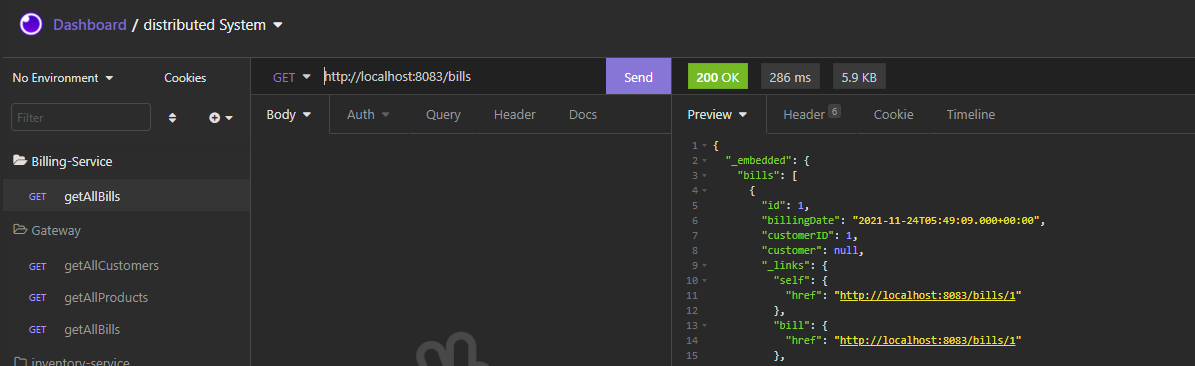 Dashboard / distributed System
No Environment
Cookies
GET http://localhost:8083/bills
Send
200 OK
286 ms
5.9 KB
Filter
Body
Auth
Query
Header
Docs
Preview
Header 6
Cookie
Timeline
Billing-Service
GET getAllBills
Gateway
GET getAllCustomers
GET getAllProducts
GET getAllBills
inventory-service
1 {
2 "_embedded": {
3 "bills": [
4 {
5 "id": 1,
6 "billingDate": "2021-11-24T05:49:09.000+00:00",
7 "customerID": 1,
8 "customer": null,
9 "_links": {
10 "self": {
11 "href": "http://localhost:8083/bills/1"
12 },
13 "bill": {
14 "href": "http://localhost:8083/bills/1"
15 },